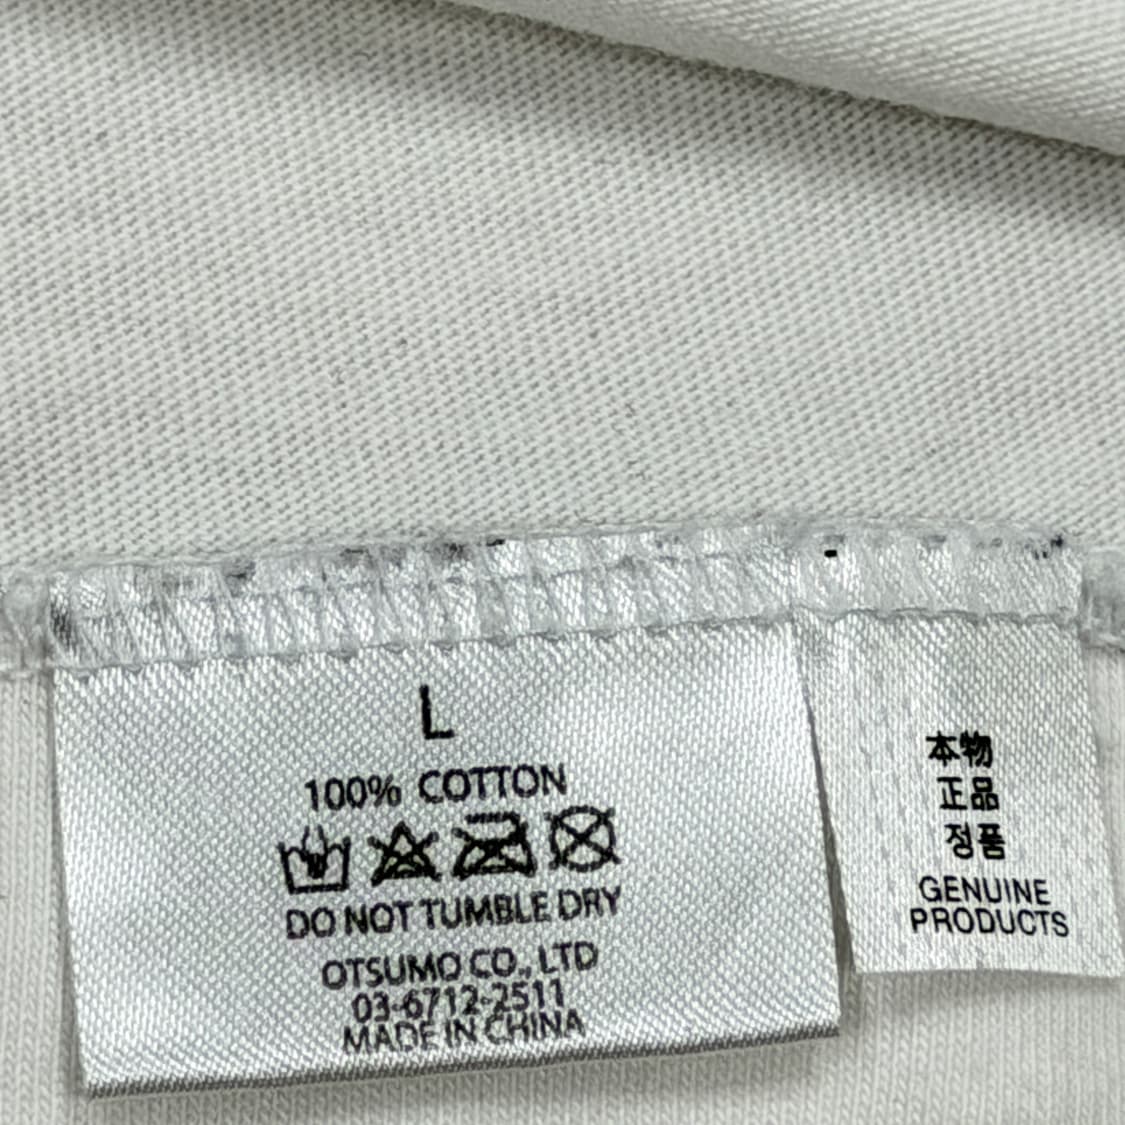 L
100% COTTON
DO NOT TUMBLE DRY
OTSUMO CO., LTD
03-6712-2511
MADE IN CHINA
本物
正品
정품
GENUINE
PRODUCTS